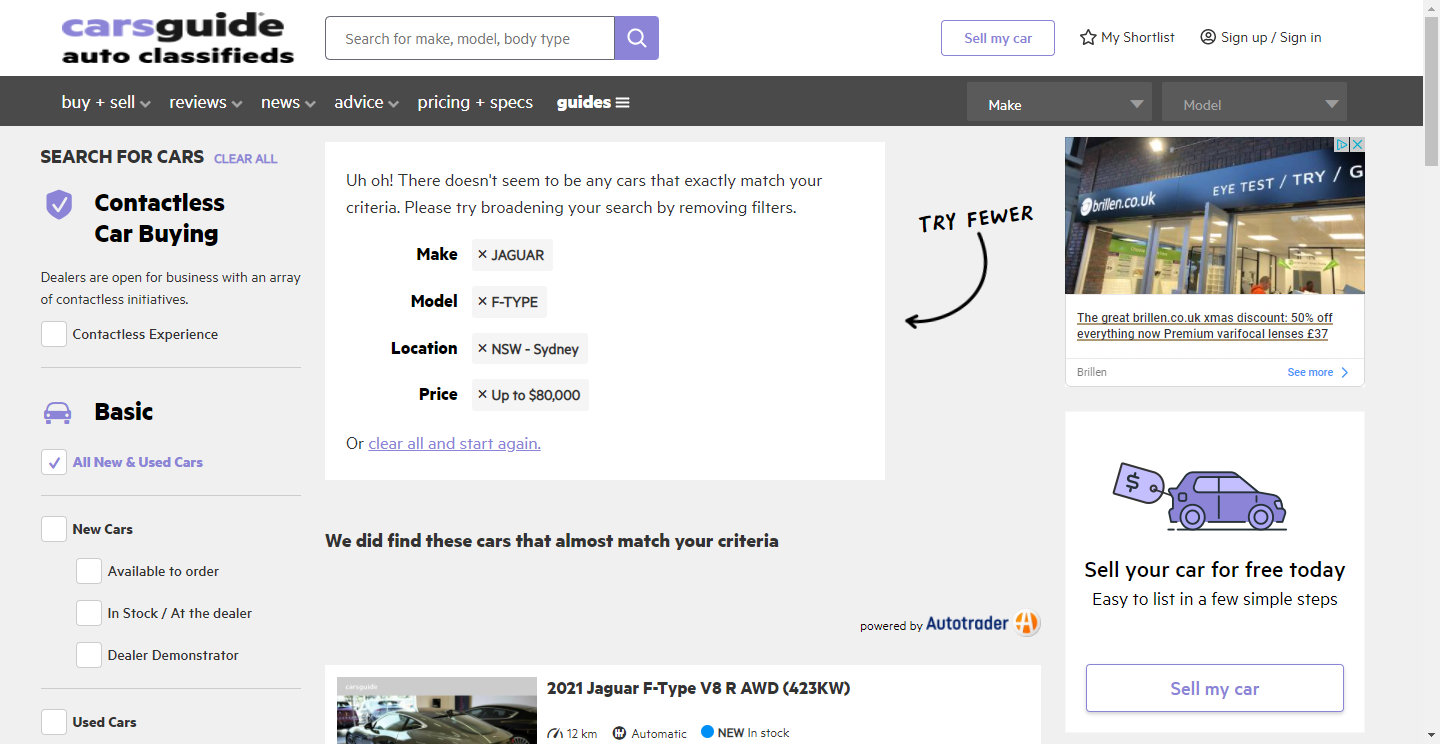 carsguide
auto classifieds
Search for make, model, body type
Sell my car
My Shortlist
Sign up / Sign in
buy + sell
reviews
news
advice
pricing + specs
guides
Make
Model
SEARCH FOR CARS CLEAR ALL
Contactless
Car Buying
Dealers are open for business with an array
of contactless initiatives.
Contactless Experience
Basic
All New & Used Cars
New Cars
Available to order
In Stock / At the dealer
Dealer Demonstrator
Used Cars
Uh oh! There doesn't seem to be any cars that exactly match your
criteria. Please try broadening your search by removing filters.
Make × JAGUAR
Model × F-TYPE
Location × NSW - Sydney
Price × Up to $80,000
Or clear all and start again.
TRY FEWER
We did find these cars that almost match your criteria
powered by Autotrader
carsguide
2021 Jaguar F-Type V8 R AWD (423KW)
12 km Automatic NEW In stock
EYE TEST / TRY / G
brillen.co.uk
The great brillen.co.uk xmas discount: 50% off
everything now Premium varifocal lenses £37
Brillen
See more
$
Sell your car for free today
Easy to list in a few simple steps
Sell my car